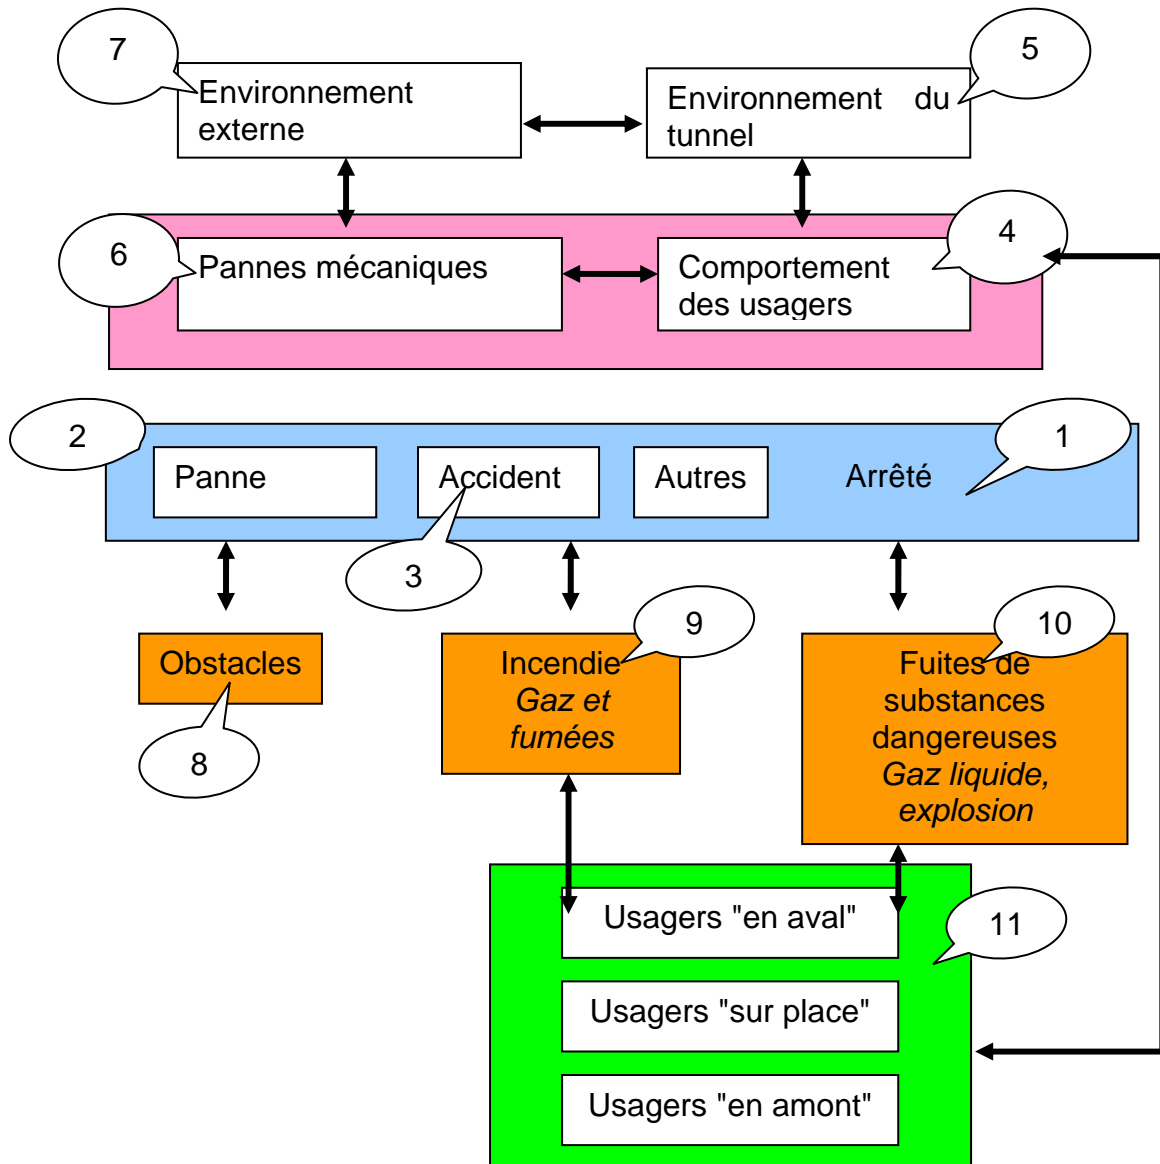 7
5
Environnement
externe
Environnement du
tunnel
6
4
Pannes mécaniques
Comportement
des usagers
2
1
Panne
Accident
Autres
Arrêté
3
9
10
Obstacles
Incendie
Gaz et
fumées
Fuites de
substances
dangereuses
Gaz liquide,
explosion
8
Usagers "en aval"
11
Usagers "sur place"
Usagers "en amont"